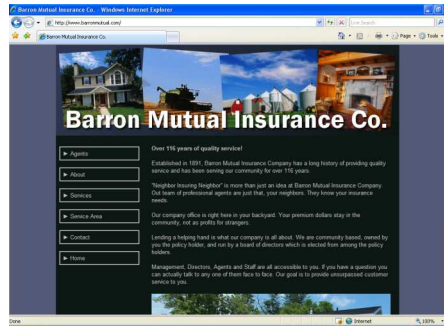 Barron Mutual Insurance Co. - Windows Internet Explorer
http://www.barronmutual.com/
Live Search
Barron Mutual Insurance Co.
Page
Tools
Barron Mutual Insurance Co.
Agents
About
Services
Service Area
Contact
Home
Over 116 years of quality service!
Established in 1891, Barron Mutual Insurance Company has a long history of providing quality
service and has been serving our community for over 116 years.
"Neighbor Insuring Neighbor" is more than just an idea at Barron Mutual Insurance Company.
Out team of professional agents are just that, your neighbors. They know your insurance
needs.
Our company office is right here in your backyard. Your premium dollars stay in the
community, not as profits for strangers.
Lending a helping hand is what our company is all about. We are community based, owned by
you the policy holder, and run by a board of directors which is elected from among the policy
holders.
Management, Directors, Agents and Staff are all accessible to you. If you have a question you
can actually talk to any one of them face to face. Our goal is to provide unsurpassed customer
service to you.
Done
Internet
100%